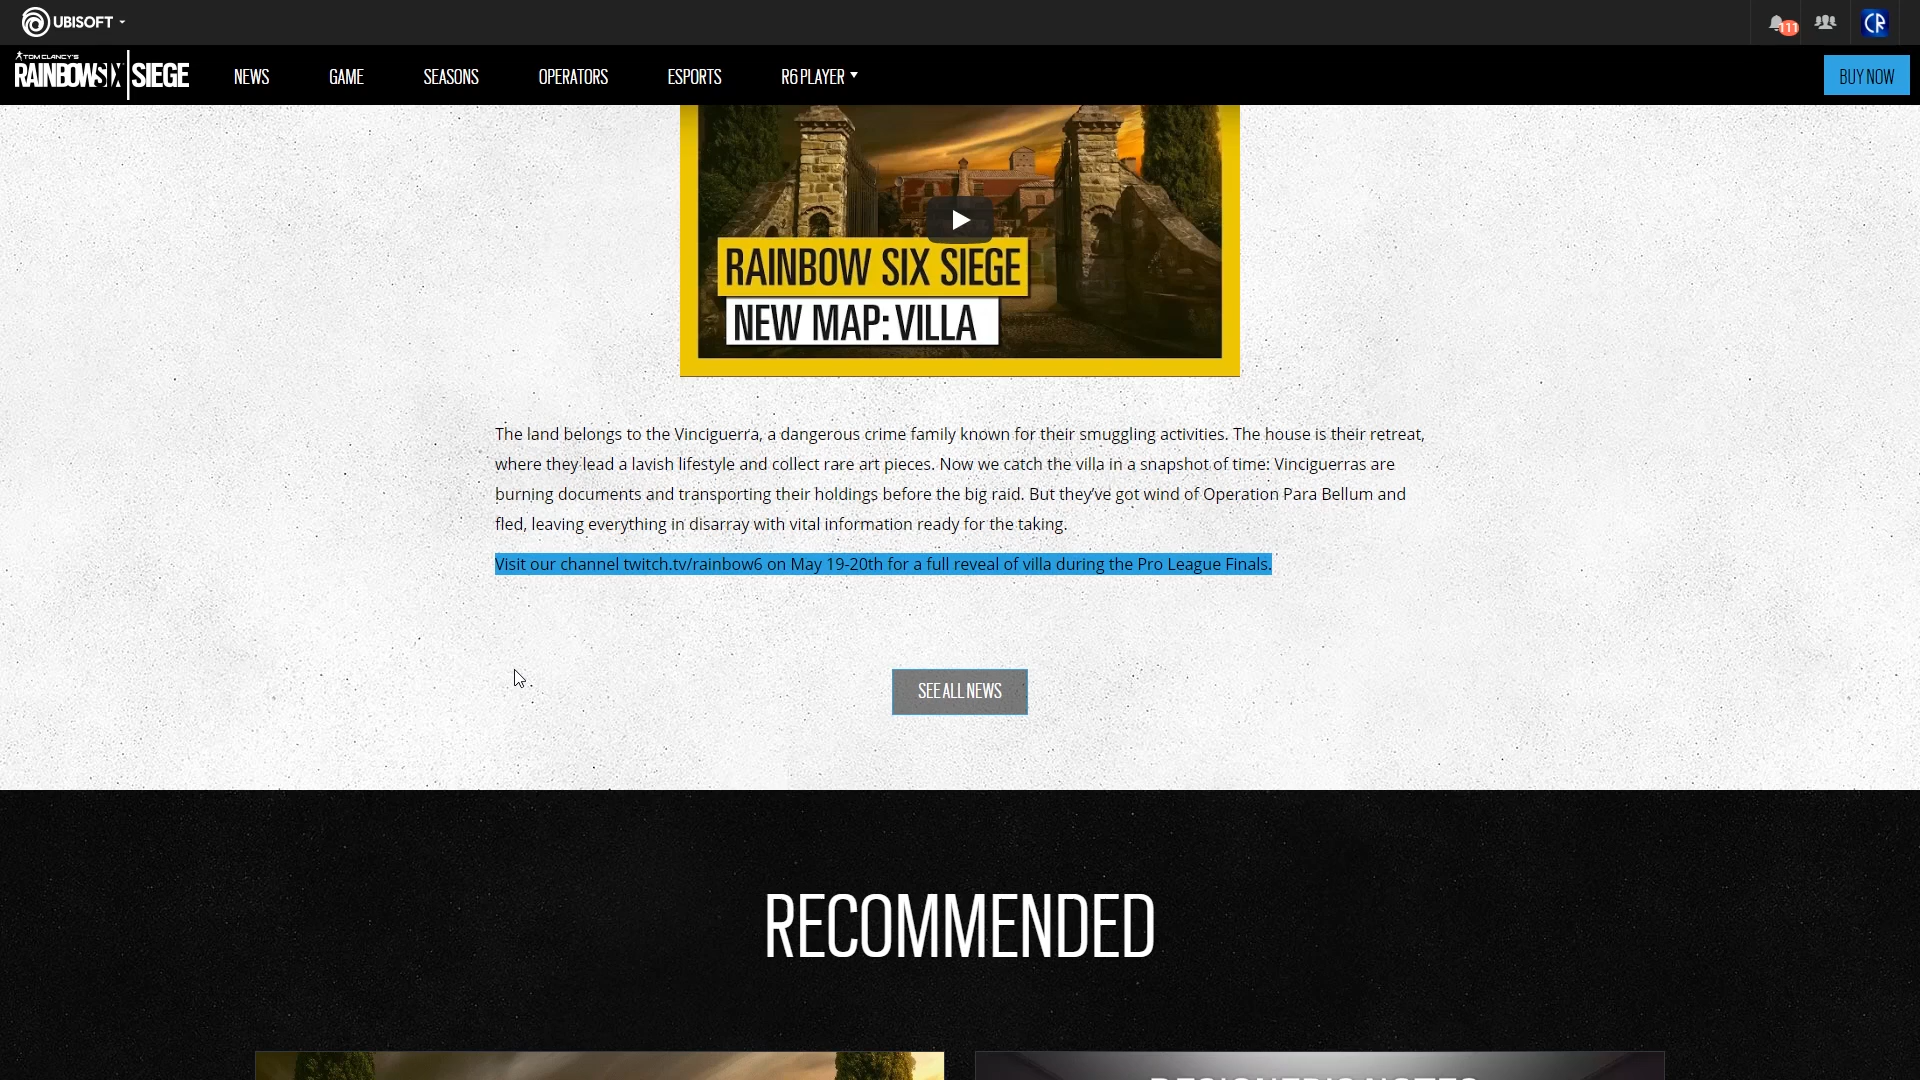 UBISOFT
111
CR
TOM CLANCY'S
RAINBOW SIX | SIEGE
NEWS
GAME
SEASONS
OPERATORS
ESPORTS
R6 PLAYER
BUY NOW
RAINBOW SIX SIEGE
NEW MAP: VILLA
The land belongs to the Vinciguerra, a dangerous crime family known for their smuggling activities. The house is their retreat,
where they lead a lavish lifestyle and collect rare art pieces. Now we catch the villa in a snapshot of time: Vinciguerras are
burning documents and transporting their holdings before the big raid. But they’ve got wind of Operation Para Bellum and
fled, leaving everything in disarray with vital information ready for the taking.
Visit our channel twitch.tv/rainbow6 on May 19-20th for a full reveal of villa during the Pro League Finals.
SEE ALL NEWS
RECOMMENDED